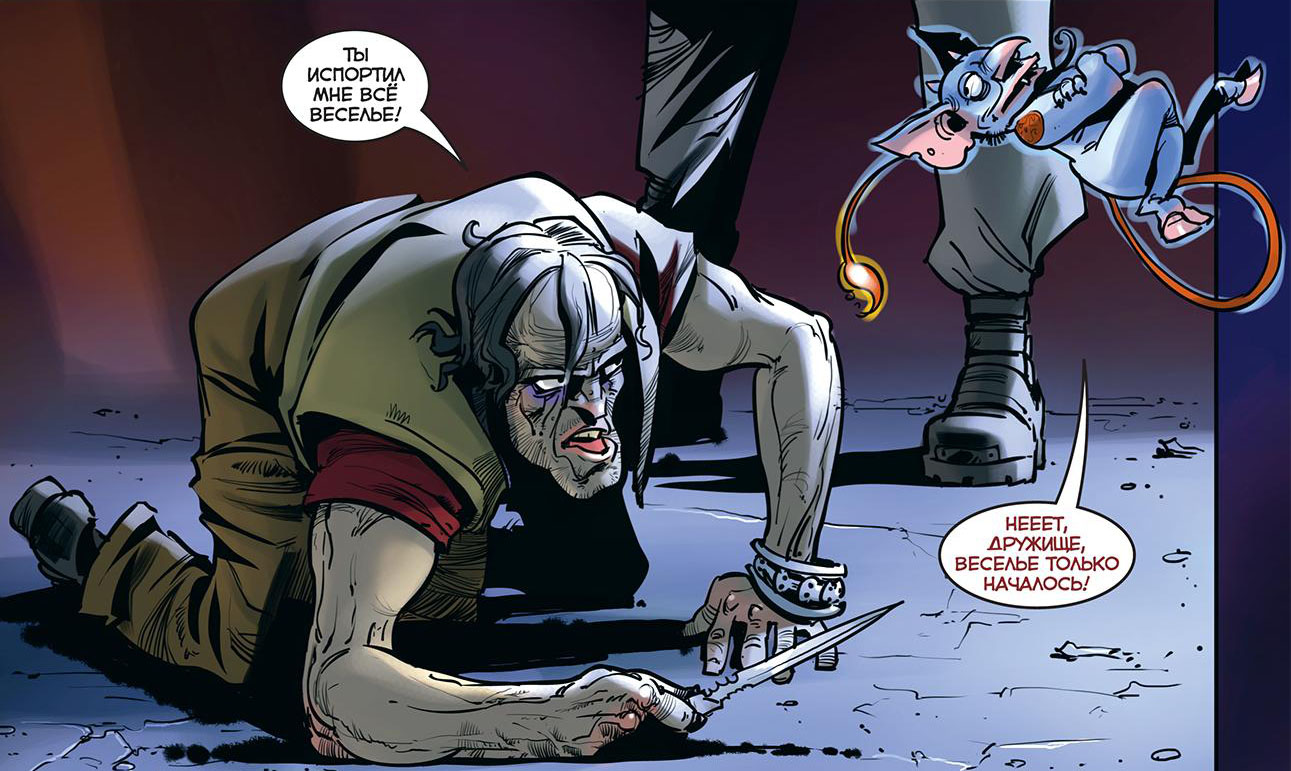 ТЫ
ИСПОРТИЛ
МНЕ ВСЁ
ВЕСЕЛЬЕ!
НЕЕЕТ,
ДРУЖИЩЕ,
ВЕСЕЛЬЕ ТОЛЬКО
НАЧАЛОСЬ!